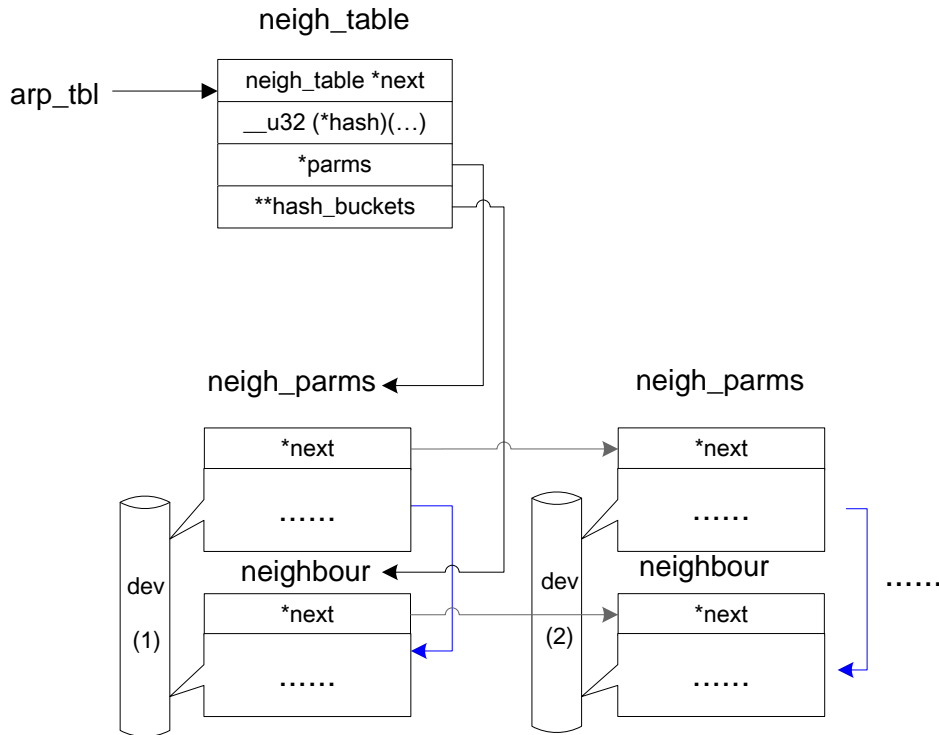 neigh_table
arp_tbl
neigh_table *next
__u32 (*hash)(…)
*parms
**hash_buckets
neigh_parms
neigh_parms
*next
*next
......
......
neighbour
neighbour
dev
(1)
dev
(2)
......
*next
*next
......
......